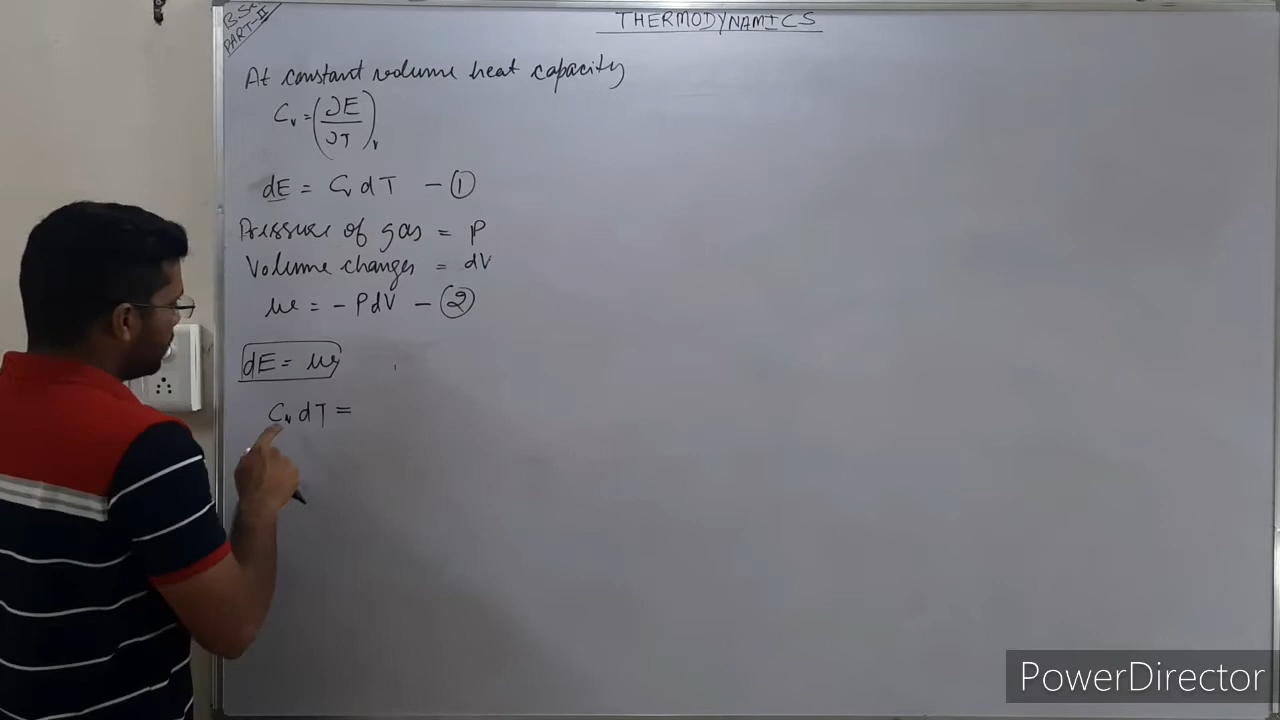 B.Sc
PART-II
THERMODYNAMICS
At constant volume heat capacity
Cv = (∂E/∂T)v
dE = Cv dT - ①
Pressure of gas = P
Volume changes = dV
w = - PdV - ②
dE = w
Cv dT =
PowerDirector